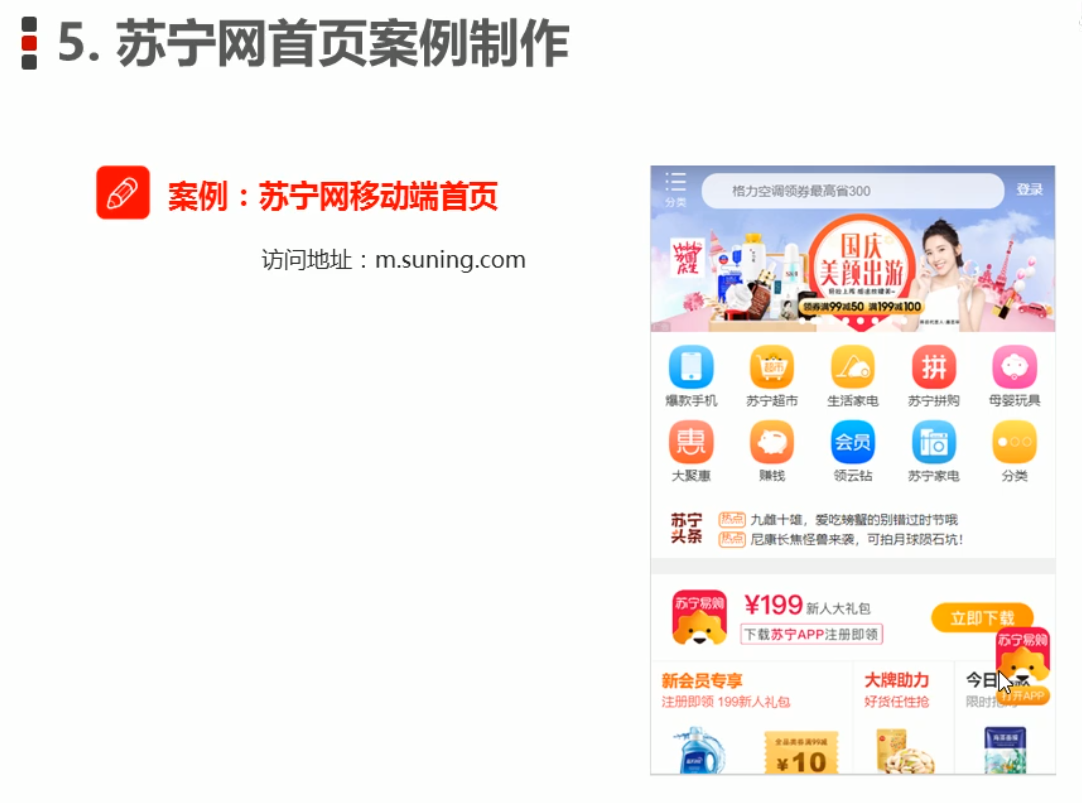 5. 苏宁网首页案例制作
案例：苏宁网移动端首页
访问地址：m.suning.com
分类
格力空调领券最高省300
登录
国庆
美颜出游
领券满99减50 满199减100
爆款手机 苏宁超市 生活家电 苏宁拼购 母婴玩具
超市
拼
惠
会员
大聚惠 赚钱 领云钻 苏宁家电 分类
苏宁头条
热点 九雌十雄，爱吃螃蟹的别错过时节哦
热点 尼康长焦怪兽来袭，可拍月球陨石坑！
苏宁易购
¥199 新人大礼包
下载苏宁APP注册即领
立即下载
苏宁易购
打开APP
新会员专享
注册即领 199新人礼包
大牌助力
好货任性抢
今日
限时抢
¥10